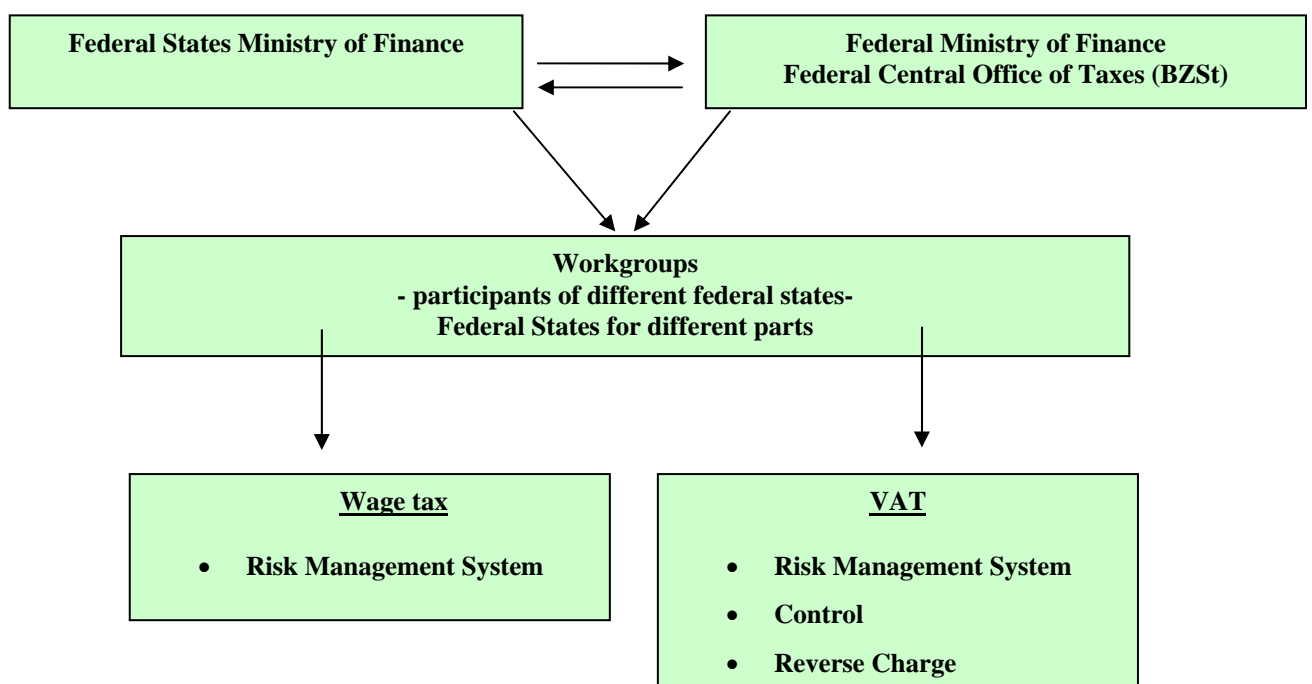 Federal States Ministry of Finance
Federal Ministry of Finance
Federal Central Office of Taxes (BZSt)
Workgroups
- participants of different federal states-
Federal States for different parts
Wage tax
• Risk Management System
VAT
• Risk Management System
• Control
• Reverse Charge